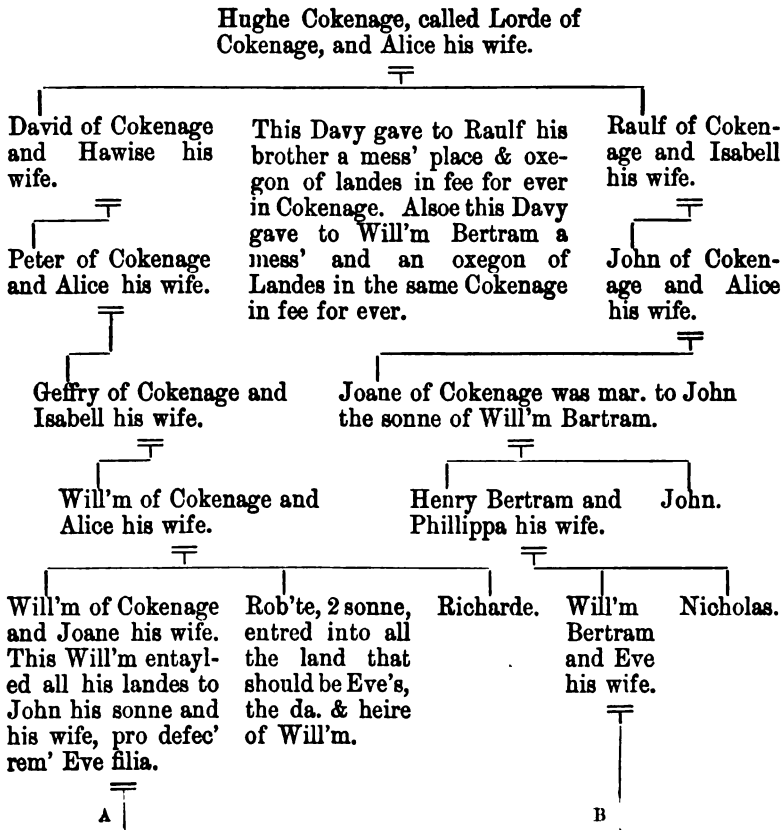 Hughe Cokenage, called Lorde of
Cokenage, and Alice his wife.
David of Cokenage
and Hawise his
wife.
This Davy gave to Raulf his
brother a mess' place & oxe-
gon of landes in fee for ever
in Cokenage. Alsoe this Davy
gave to Will'm Bertram a
mess' and an oxegon of
Landes in the same Cokenage
in fee for ever.
Raulf of Coken-
age and Isabell
his wife.
Peter of Cokenage
and Alice his wife.
John of Coken-
age and Alice
his wife.
Geffry of Cokenage and
Isabell his wife.
Joane of Cokenage was mar. to John
the sonne of Will'm Bartram.
Will'm of Cokenage and
Alice his wife.
Henry Bertram and
Phillippa his wife.
John.
Will'm of Cokenage
and Joane his wife.
This Will'm entayl-
ed all his landes to
John his sonne and
his wife, pro defec'
rem' Eve filia.
Rob'te, 2 sonne,
entred into all
the land that
should be Eve's,
the da. & heire
of Will'm.
Richarde.
Will'm
Bertram
and Eve
his wife.
Nicholas.
A
B